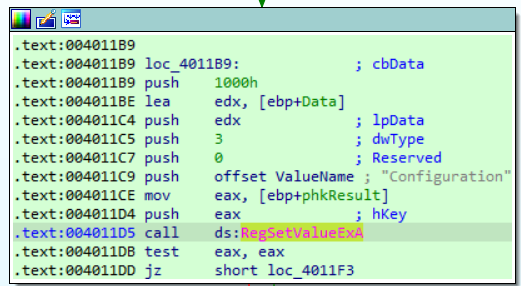 .text:004011B9
.text:004011B9 loc_4011B9: ; cbData
.text:004011B9 push 1000h
.text:004011BE lea edx, [ebp+Data]
.text:004011C4 push edx ; lpData
.text:004011C5 push 3 ; dwType
.text:004011C7 push 0 ; Reserved
.text:004011C9 push offset ValueName ; "Configuration"
.text:004011CE mov eax, [ebp+phkResult]
.text:004011D4 push eax ; hKey
.text:004011D5 call ds:RegSetValueExA
.text:004011DB test eax, eax
.text:004011DD jz short loc_4011F3